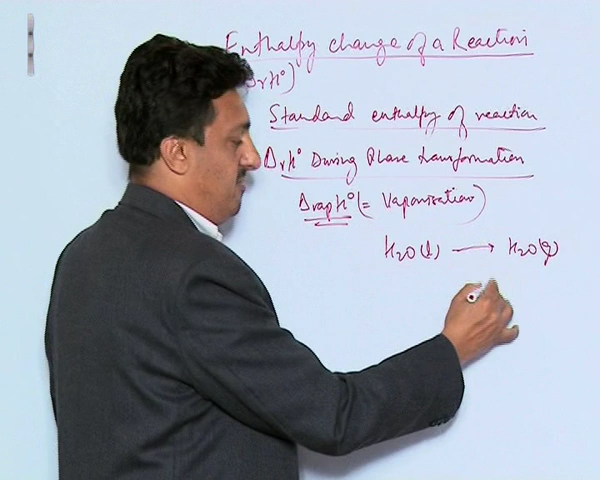 Enthalpy change of a Reaction
ΔrH°)
Standard enthalpy of reaction
ΔrH° During Phase transformation
ΔvapH° (= Vaporisation)
H₂O(l) ⟶ H₂O(g)